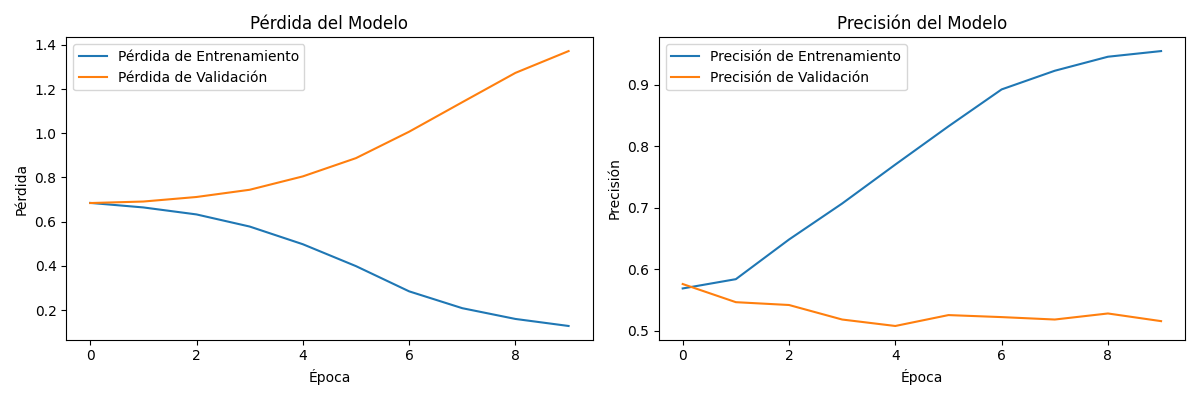 Pérdida del Modelo
Pérdida de Entrenamiento
Pérdida de Validación
1.4
1.2
1.0
0.8
0.6
0.4
0.2
Pérdida
0 2 4 6 8
Época
Precisión del Modelo
Precisión de Entrenamiento
Precisión de Validación
0.9
0.8
0.7
0.6
0.5
Precisión
0 2 4 6 8
Época